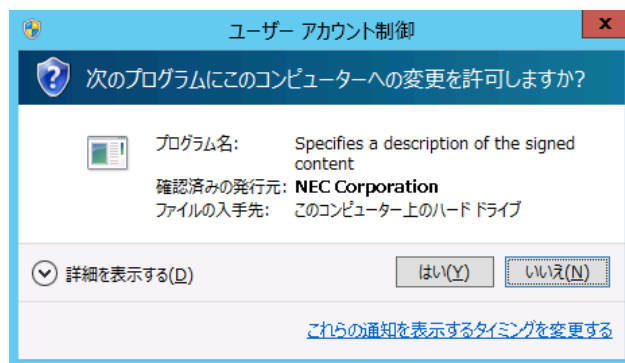 ユーザー アカウント制御
x
次のプログラムにこのコンピューターへの変更を許可しますか?
プログラム名: Specifies a description of the signed
content
確認済みの発行元: NEC Corporation
ファイルの入手先: このコンピューター上のハード ドライブ
詳細を表示する(D)
はい(Y)
いいえ(N)
これらの通知を表示するタイミングを変更する